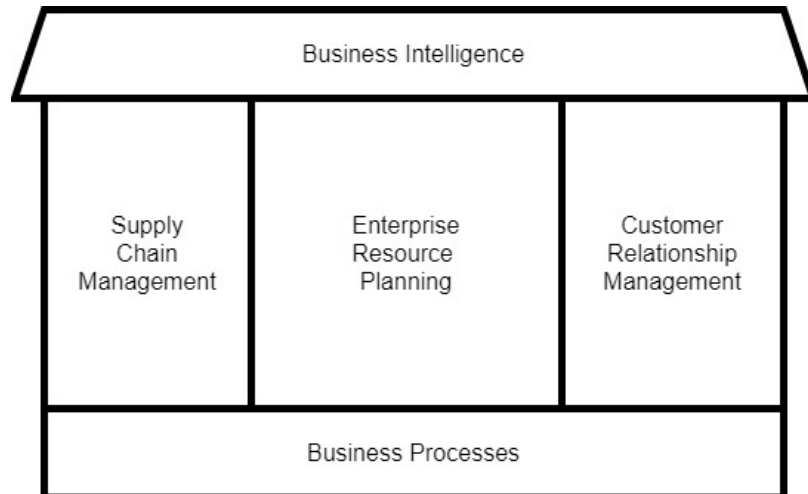 Business Intelligence
Supply
Chain
Management
Enterprise
Resource
Planning
Customer
Relationship
Management
Business Processes